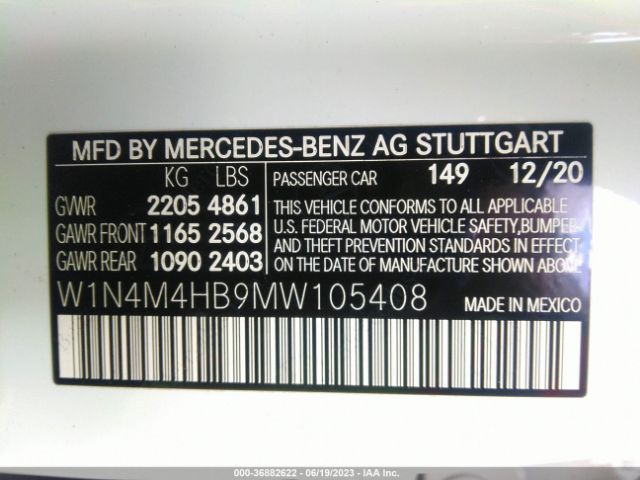 MFD BY MERCEDES-BENZ AG STUTTGART
KG LBS
GVWR 2205 4861
GAWR FRONT 1165 2568
GAWR REAR 1090 2403
PASSENGER CAR 149 12/20
THIS VEHICLE CONFORMS TO ALL APPLICABLE
U.S. FEDERAL MOTOR VEHICLE SAFETY, BUMPER
AND THEFT PREVENTION STANDARDS IN EFFECT
ON DATE OF MANUFACTURE SHOWN ABOVE
W1N4M4HB9MW105408 MADE IN MEXICO
000-36882622 - 06/19/2023 - IAA Inc.